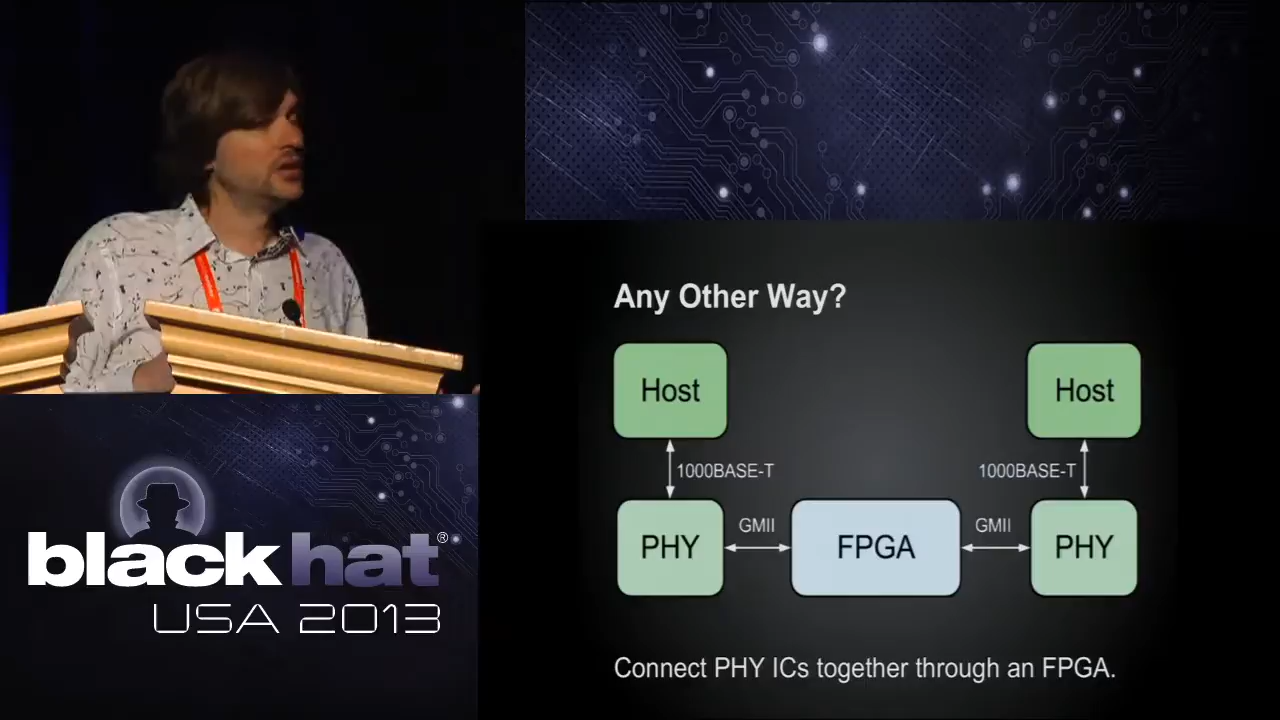 Any Other Way?
Host
Host
1000BASE-T
1000BASE-T
PHY
GMII
FPGA
GMII
PHY
Connect PHY ICs together through an FPGA.
black hat®
USA 2013